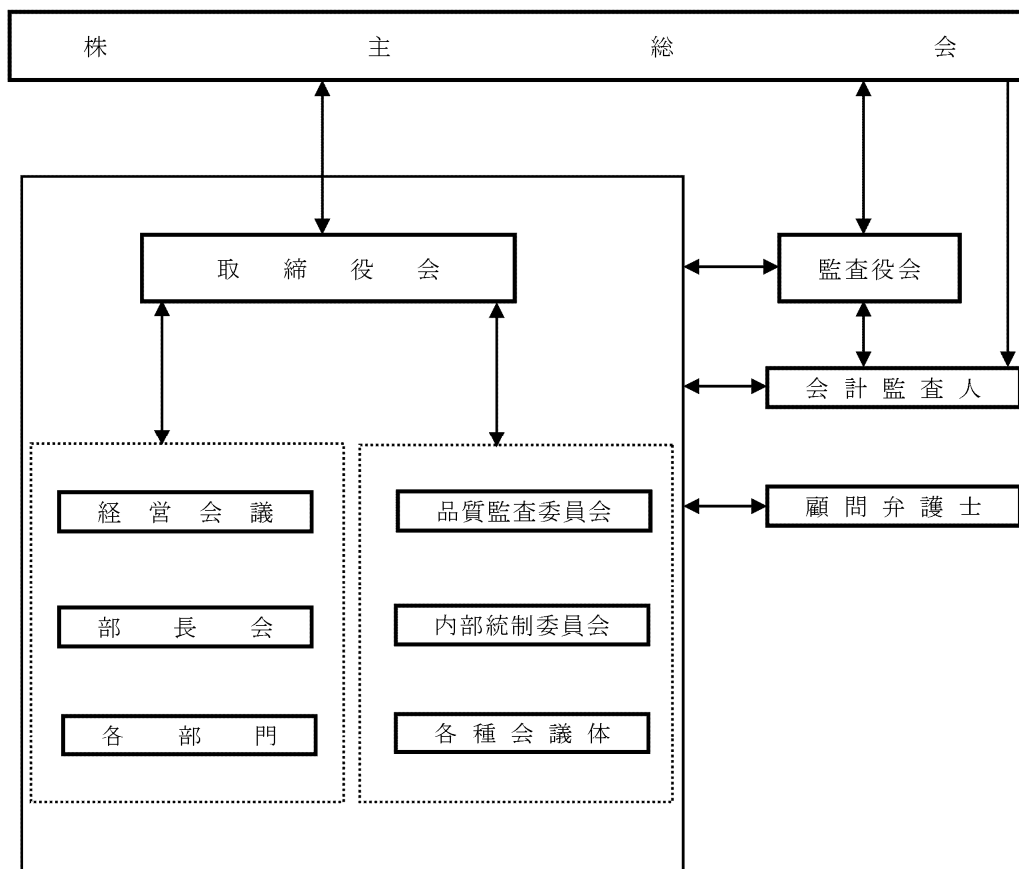 株主総会
取締役会
監査役会
会計監査人
経営会議
品質監査委員会
顧問弁護士
部長会
内部統制委員会
各部門
各種会議体